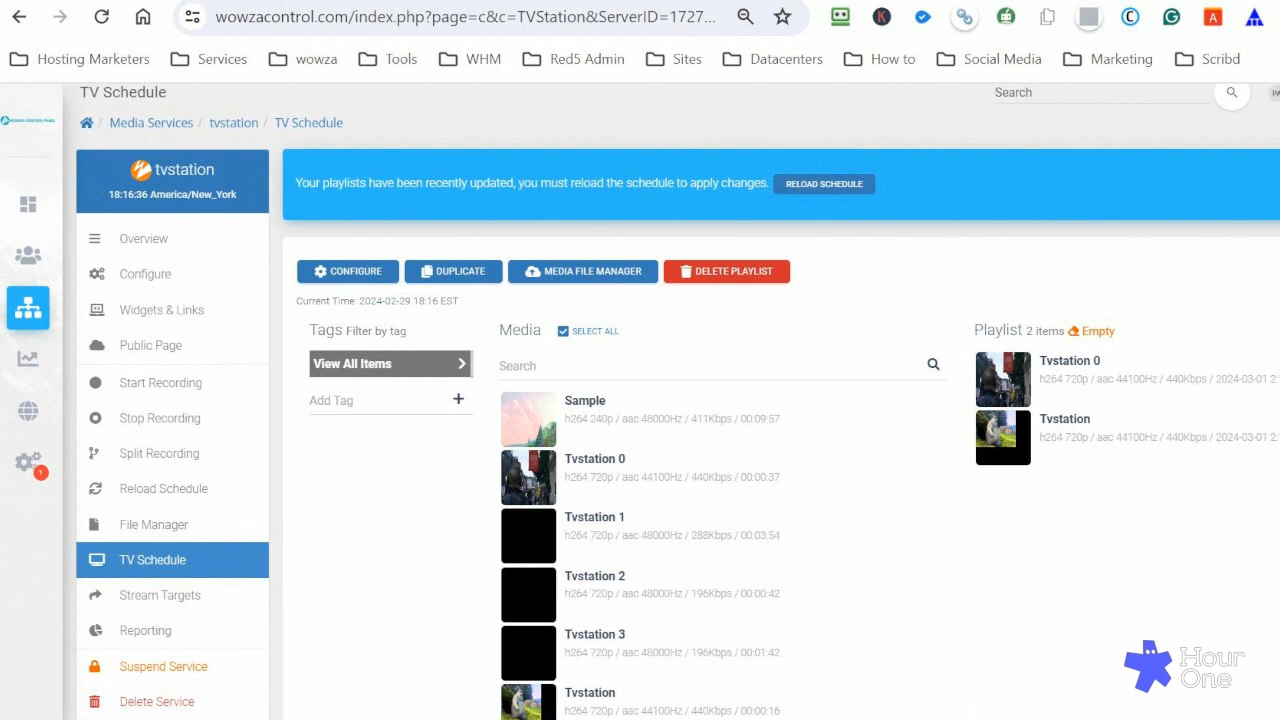 wowzacontrol.com/index.php?page=c&c=TVStation&ServerID=1727...
Hosting Marketers Services wowza Tools WHM Red5 Admin Sites Datacenters How to Social Media Marketing Scribd
TV Schedule
Search
PA
WOWZA CONTROL PANEL
/ Media Services / tvstation / TV Schedule
tvstation
18:16:36 America/New_York
Your playlists have been recently updated, you must reload the schedule to apply changes. RELOAD SCHEDULE
Overview
Configure
Widgets & Links
Public Page
Start Recording
Stop Recording
Split Recording
Reload Schedule
File Manager
TV Schedule
Stream Targets
Reporting
Suspend Service
Delete Service
1
CONFIGURE DUPLICATE MEDIA FILE MANAGER DELETE PLAYLIST
Current Time: 2024-02-29 18:16 EST
Tags Filter by tag
View All Items
Add Tag
Media SELECT ALL
Search
Sample
h264 240p / aac 48000Hz / 411Kbps / 00:09:57
Tvstation 0
h264 720p / aac 44100Hz / 440Kbps / 00:00:37
Tvstation 1
h264 720p / aac 48000Hz / 288Kbps / 00:03:54
Tvstation 2
h264 720p / aac 48000Hz / 196Kbps / 00:00:42
Tvstation 3
h264 720p / aac 48000Hz / 196Kbps / 00:01:42
Tvstation
h264 720p / aac 44100Hz / 440Kbps / 00:00:16
Playlist 2 items Empty
Tvstation 0
h264 720p / aac 44100Hz / 440Kbps / 2024-03-01 2:
Tvstation
h264 720p / aac 44100Hz / 440Kbps / 2024-03-01 2:
Hour
One